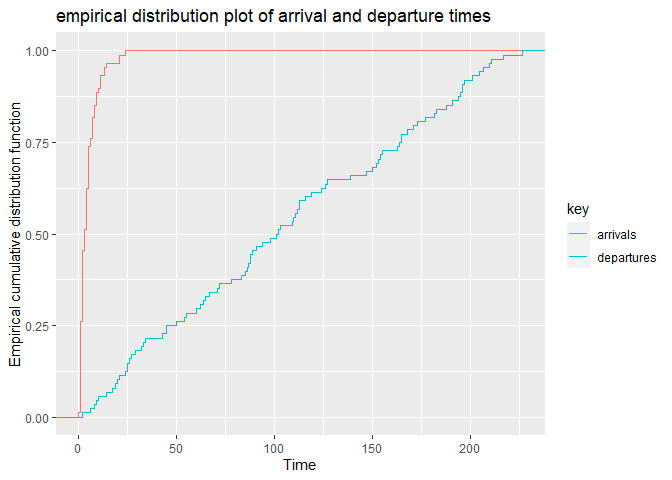 empirical distribution plot of arrival and departure times
Empirical cumulative distribution function
1.00
0.75
0.50
0.25
0.00
0
50
100
150
200
Time
key
arrivals
departures